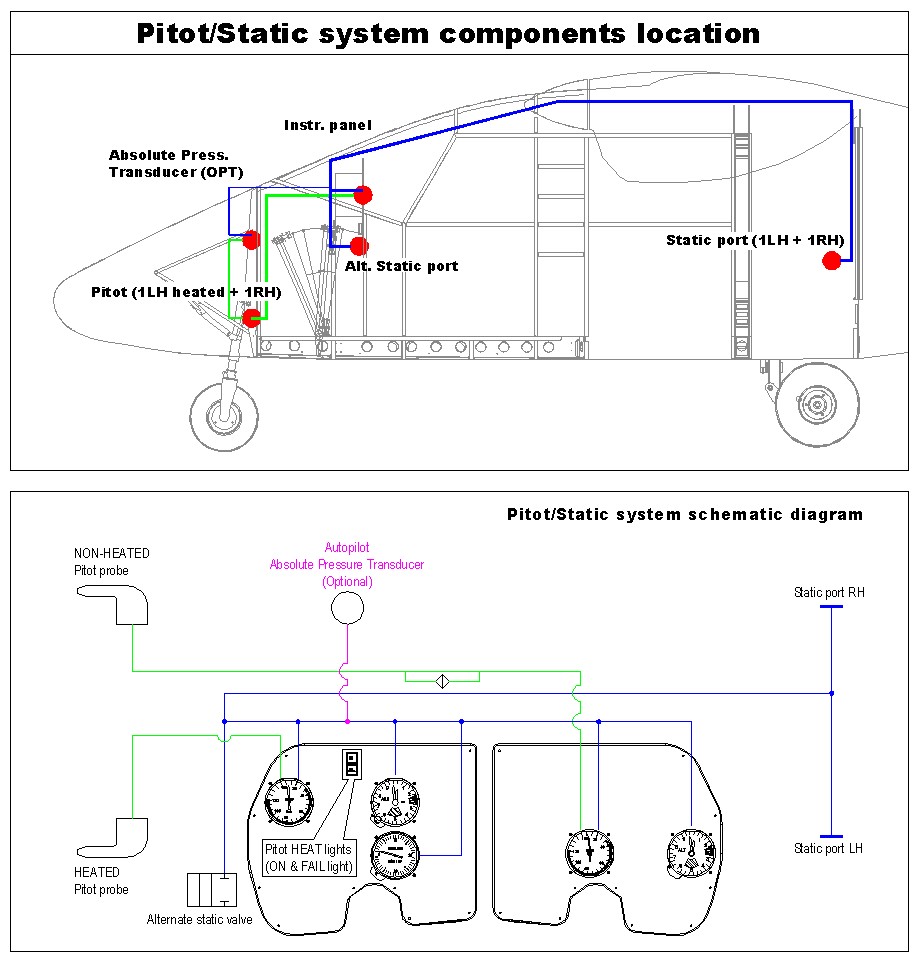 Pitot/Static system components location
Instr. panel
Absolute Press.
Transducer (OPT)
Static port (1LH + 1RH)
Alt. Static port
Pitot (1LH heated + 1RH)
Pitot/Static system schematic diagram
NON-HEATED
Pitot probe
Autopilot
Absolute Pressure Transducer
(Optional)
Static port RH
ALT
Pitot HEAT lights
(ON & FAIL light)
Static port LH
HEATED
Pitot probe
Alternate static valve